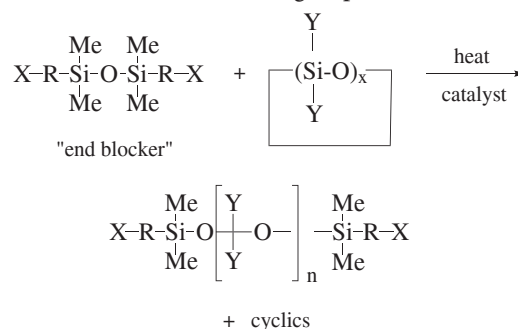 Me Me Y
X–R–Si–O–Si–R–X + (Si-O)x heat
Me Me Y catalyst
"end blocker"
Me Y Me
X–R–Si–O O Si–R–X
Me Y n Me
+ cyclics